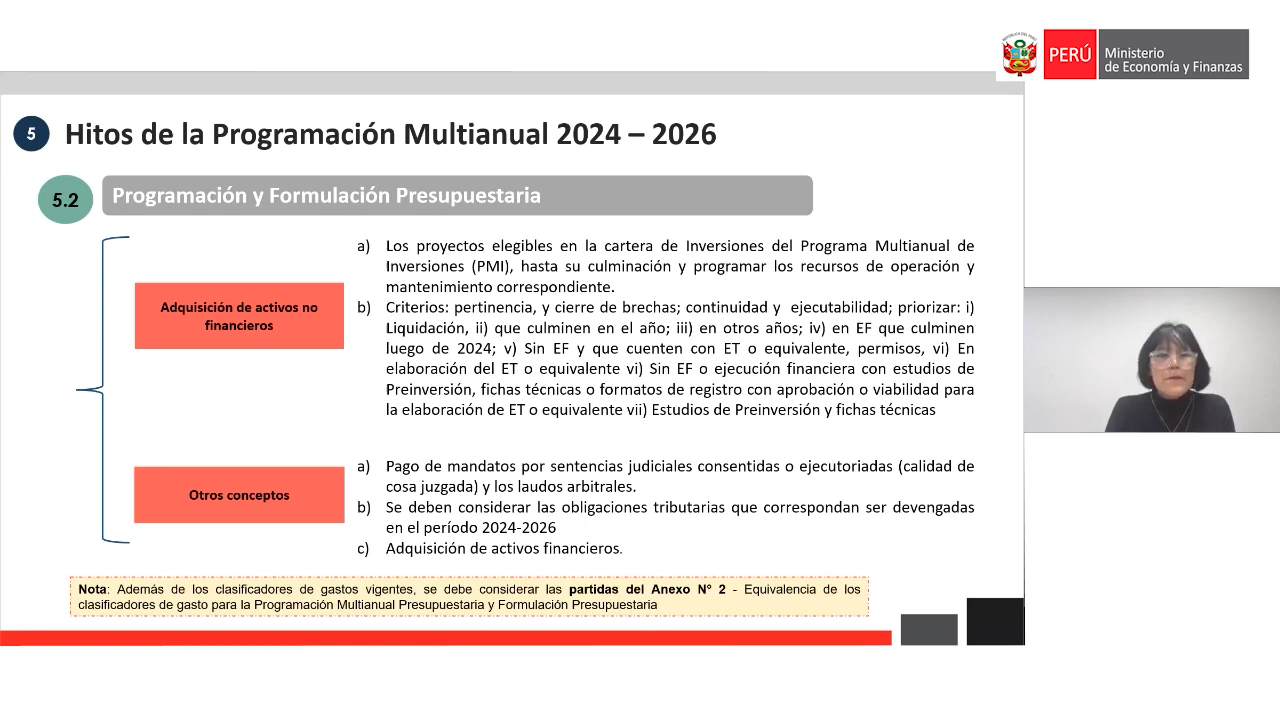 REPÚBLICA DEL PERÚ
PERÚ
Ministerio
de Economía y Finanzas
5
Hitos de la Programación Multianual 2024 – 2026
5.2
Programación y Formulación Presupuestaria
Adquisición de activos no
financieros
a) Los proyectos elegibles en la cartera de Inversiones del Programa Multianual de
Inversiones (PMI), hasta su culminación y programar los recursos de operación y
mantenimiento correspondiente.
b) Criterios: pertinencia, y cierre de brechas; continuidad y ejecutabilidad; priorizar: i)
Liquidación, ii) que culminen en el año; iii) en otros años; iv) en EF que culminen
luego de 2024; v) Sin EF y que cuenten con ET o equivalente, permisos, vi) En
elaboración del ET o equivalente vi) Sin EF o ejecución financiera con estudios de
Preinversión, fichas técnicas o formatos de registro con aprobación o viabilidad para
la elaboración de ET o equivalente vii) Estudios de Preinversión y fichas técnicas
Otros conceptos
a) Pago de mandatos por sentencias judiciales consentidas o ejecutoriadas (calidad de
cosa juzgada) y los laudos arbitrales.
b) Se deben considerar las obligaciones tributarias que correspondan ser devengadas
en el período 2024-2026
c) Adquisición de activos financieros.
Nota: Además de los clasificadores de gastos vigentes, se debe considerar las partidas del Anexo N° 2 - Equivalencia de los
clasificadores de gasto para la Programación Multianual Presupuestaria y Formulación Presupuestaria